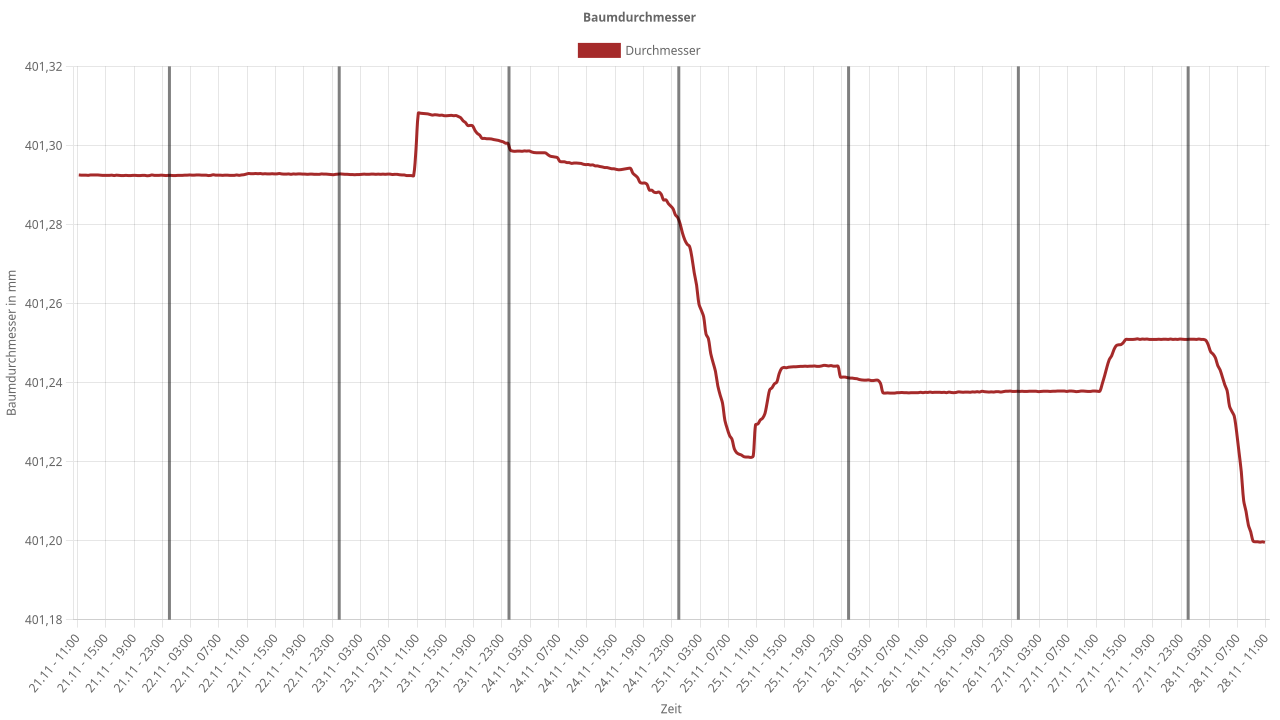 Baumdurchmesser
Durchmesser
401,32
401,30
401,28
401,26
401,24
401,22
401,20
401,18
Baumdurchmesser in mm
21.11 - 11:00
21.11 - 15:00
21.11 - 19:00
21.11 - 23:00
22.11 - 03:00
22.11 - 07:00
22.11 - 11:00
22.11 - 15:00
22.11 - 19:00
22.11 - 23:00
23.11 - 03:00
23.11 - 07:00
23.11 - 11:00
23.11 - 15:00
23.11 - 19:00
23.11 - 23:00
24.11 - 03:00
24.11 - 07:00
24.11 - 11:00
24.11 - 15:00
24.11 - 19:00
24.11 - 23:00
25.11 - 03:00
25.11 - 07:00
25.11 - 11:00
25.11 - 15:00
25.11 - 19:00
25.11 - 23:00
26.11 - 03:00
26.11 - 07:00
26.11 - 11:00
26.11 - 15:00
26.11 - 19:00
26.11 - 23:00
27.11 - 03:00
27.11 - 07:00
27.11 - 11:00
27.11 - 15:00
27.11 - 19:00
27.11 - 23:00
28.11 - 03:00
28.11 - 07:00
28.11 - 11:00
Zeit